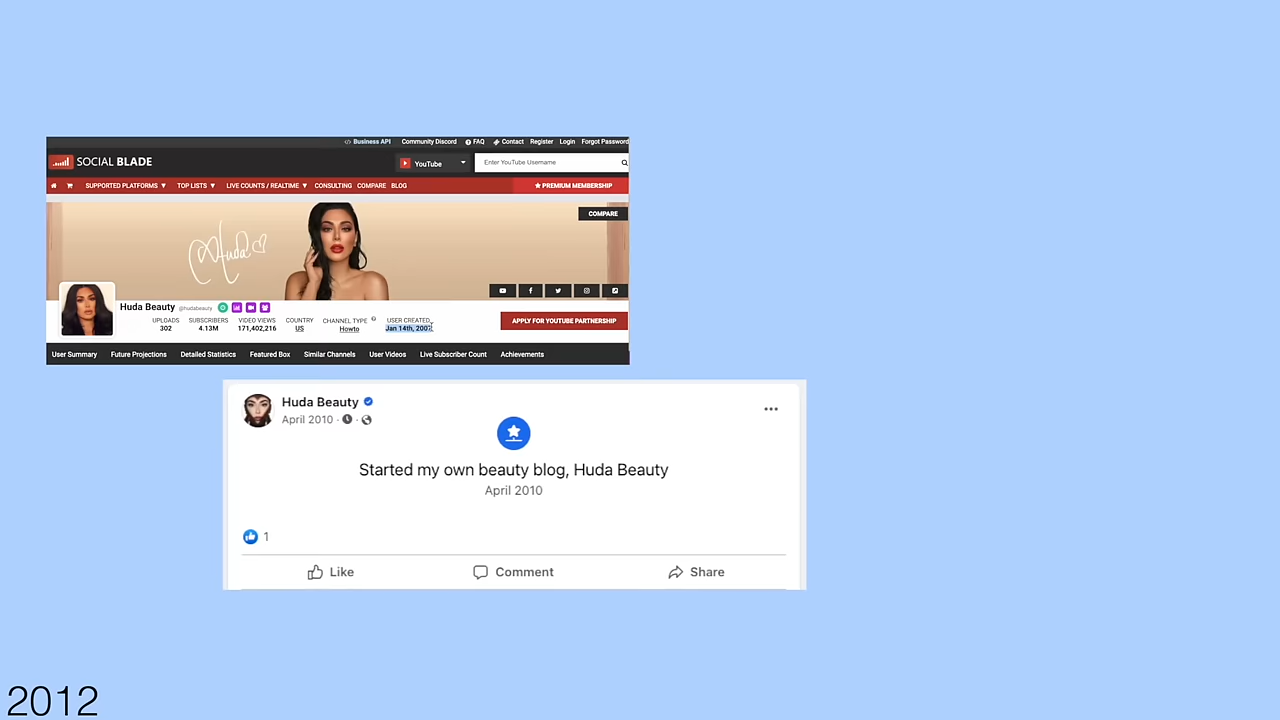 </> Business API Community Discord FAQ Contact Register Login Forgot Password
SOCIAL BLADE YouTube Enter YouTube Username
SUPPORTED PLATFORMS TOP LISTS LIVE COUNTS / REALTIME CONSULTING COMPARE BLOG PREMIUM MEMBERSHIP
COMPARE
Huda
Huda Beauty @hudabeauty
UPLOADS SUBSCRIBERS VIDEO VIEWS COUNTRY CHANNEL TYPE USER CREATED
302 4.13M 171,402,216 US Howto Jan 14th, 2007
APPLY FOR YOUTUBE PARTNERSHIP
User Summary Future Projections Detailed Statistics Featured Box Similar Channels User Videos Live Subscriber Count Achievements
Huda Beauty
April 2010
Started my own beauty blog, Huda Beauty
April 2010
1
Like Comment Share
2012